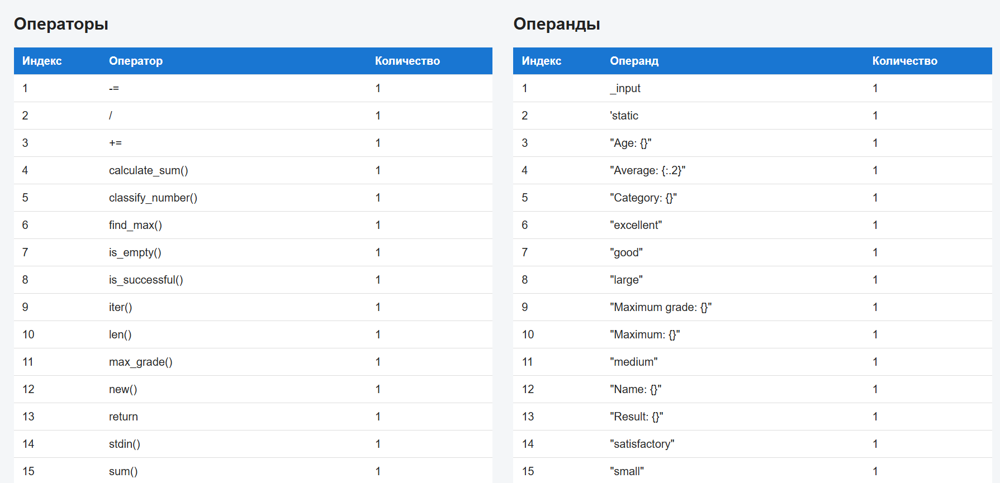 Операторы
Индекс Оператор Количество
1 -= 1
2 / 1
3 += 1
4 calculate_sum() 1
5 classify_number() 1
6 find_max() 1
7 is_empty() 1
8 is_successful() 1
9 iter() 1
10 len() 1
11 max_grade() 1
12 new() 1
13 return 1
14 stdin() 1
15 sum() 1
Операнды
Индекс Операнд Количество
1 _input 1
2 'static 1
3 "Age: {}" 1
4 "Average: {:.2}" 1
5 "Category: {}" 1
6 "excellent" 1
7 "good" 1
8 "large" 1
9 "Maximum grade: {}" 1
10 "Maximum: {}" 1
11 "medium" 1
12 "Name: {}" 1
13 "Result: {}" 1
14 "satisfactory" 1
15 "small" 1